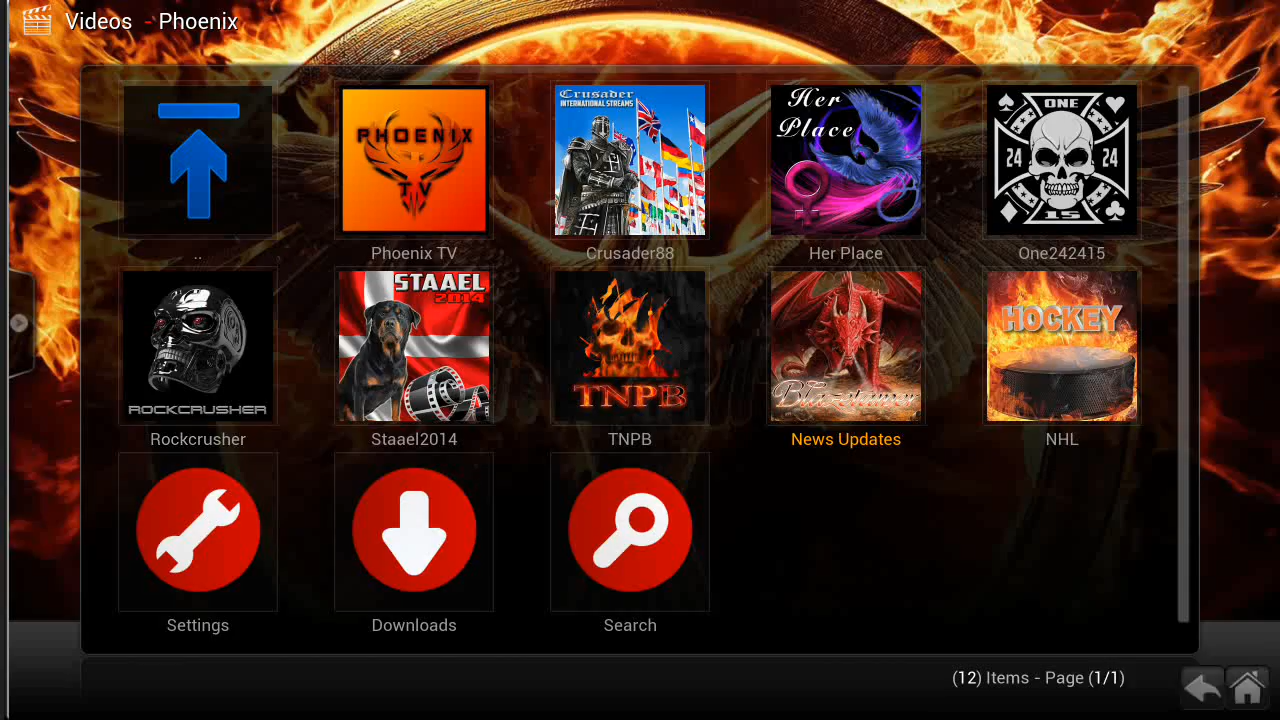 Videos - Phoenix
PHOENIX
TV
Crusader
INTERNATIONAL STREAMS
Her
Place
ONE
24 24
15
..
Phoenix TV
Crusader88
Her Place
One242415
ROCKCRUSHER
STAAEL
2014
TNPB
Blazetamer
HOCKEY
Rockcrusher
Staael2014
TNPB
News Updates
NHL
Settings
Downloads
Search
(12) Items - Page (1/1)